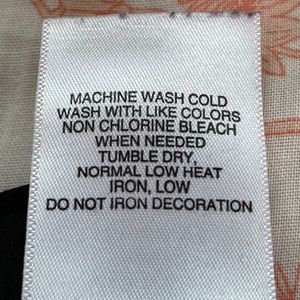 MACHINE WASH COLD
WASH WITH LIKE COLORS
NON CHLORINE BLEACH
WHEN NEEDED
TUMBLE DRY,
NORMAL LOW HEAT
IRON, LOW
DO NOT IRON DECORATION